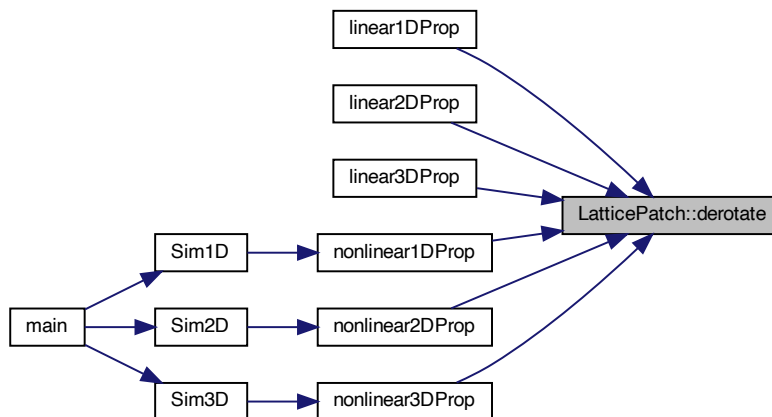 linear1DProp
linear2DProp
linear3DProp
LatticePatch::derotate
Sim1D
nonlinear1DProp
main
Sim2D
nonlinear2DProp
Sim3D
nonlinear3DProp